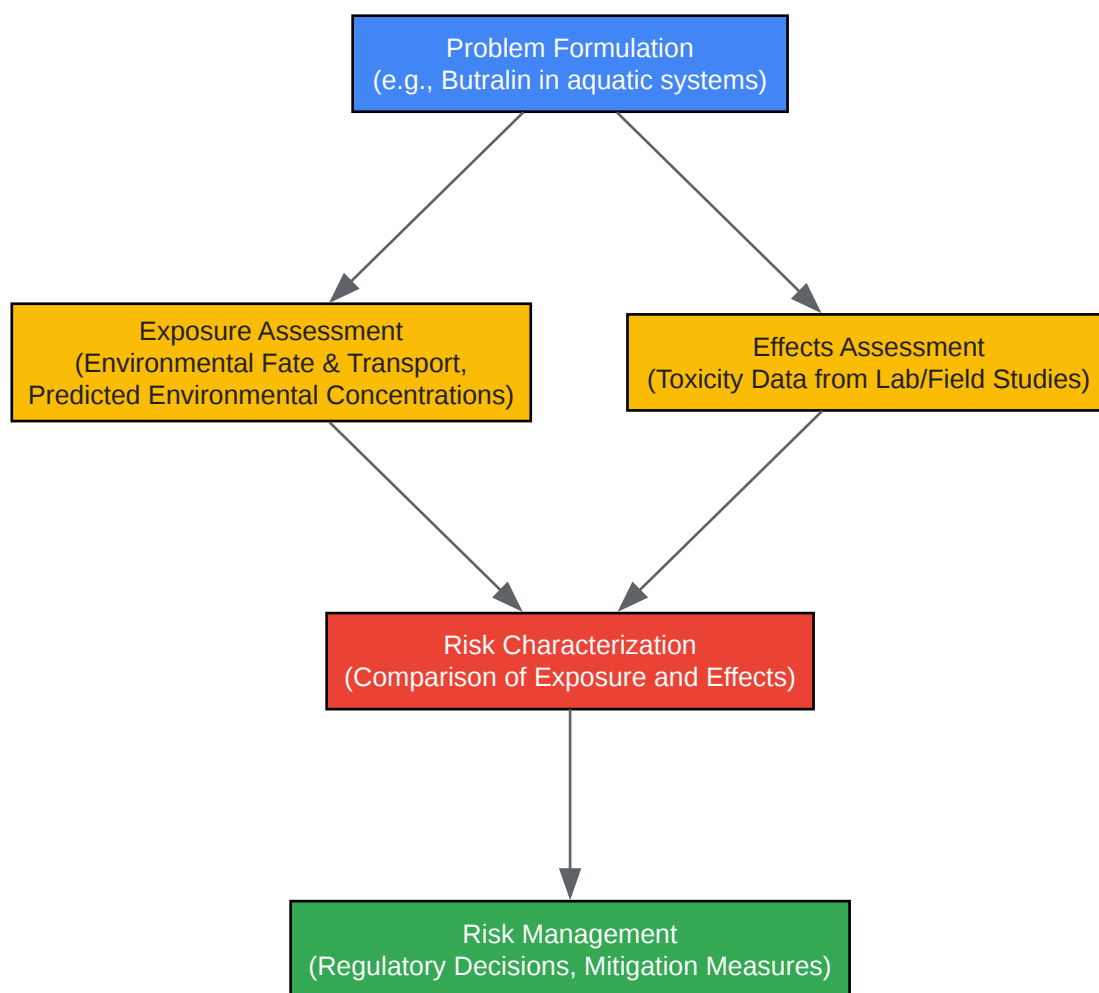 Problem Formulation
(e.g., Butralin in aquatic systems)
Exposure Assessment
(Environmental Fate & Transport,
Predicted Environmental Concentrations)
Effects Assessment
(Toxicity Data from Lab/Field Studies)
Risk Characterization
(Comparison of Exposure and Effects)
Risk Management
(Regulatory Decisions, Mitigation Measures)